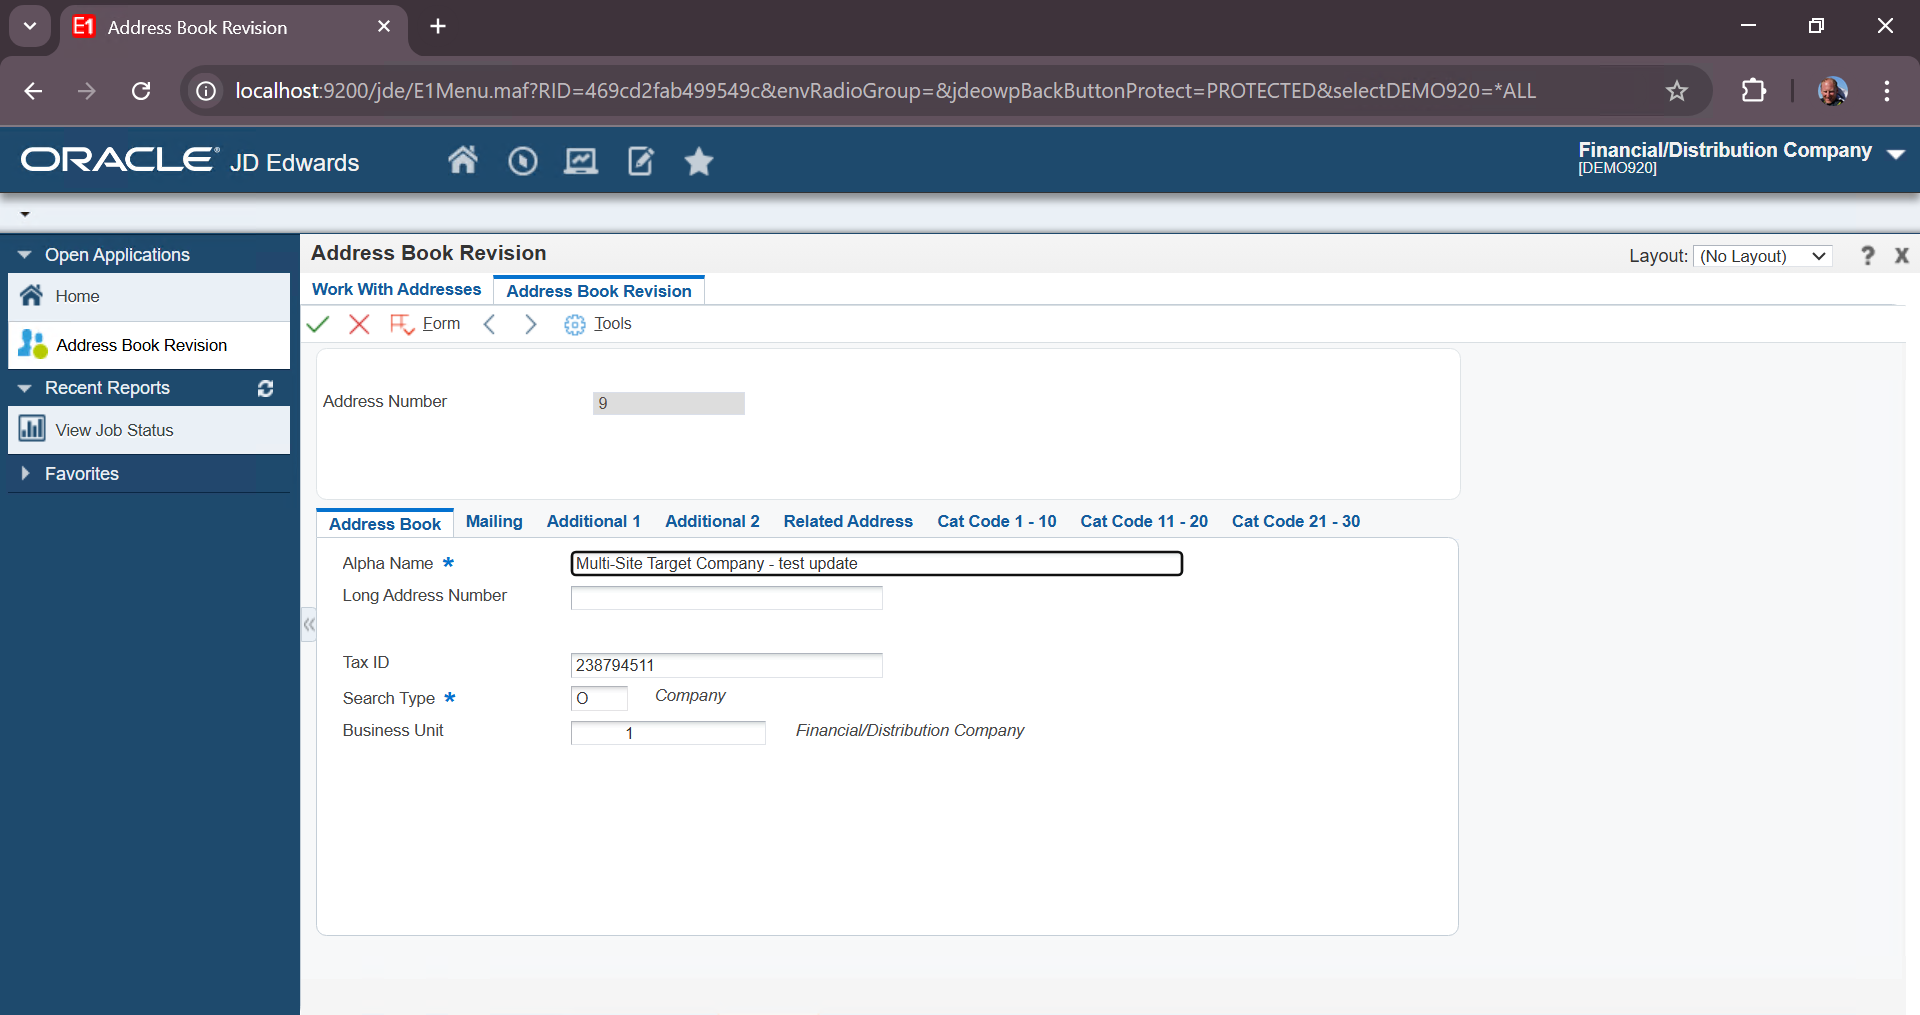 E1 Address Book Revision
localhost:9200/jde/E1Menu.maf?RID=469cd2fab499549c&envRadioGroup=&jdeowpBackButtonProtect=PROTECTED&selectDEMO920=*ALL
ORACLE® JD Edwards
Financial/Distribution Company
[DEMO920]
Open Applications
Home
Address Book Revision
Recent Reports
View Job Status
Favorites
Address Book Revision
Layout: (No Layout) ? X
Work With Addresses Address Book Revision
Form Tools
Address Number 9
Address Book Mailing Additional 1 Additional 2 Related Address Cat Code 1 - 10 Cat Code 11 - 20 Cat Code 21 - 30
Alpha Name * Multi-Site Target Company - test update
Long Address Number
Tax ID 238794511
Search Type * O Company
Business Unit 1 Financial/Distribution Company